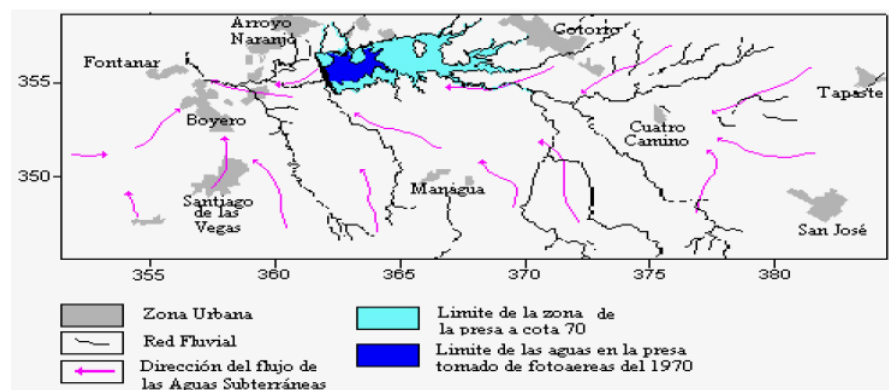 Arroyo
Naranjo
Cotorro
Fontanar
355
Tapaste
Boyero
Cuatro
Camino
350
Managua
Santiago
de las
Vegas
San José
355
360
365
370
375
380
Zona Urbana
Red Fluvial
Dirección del flujo de
las Aguas Subterráneas
Limite de la zona de
la presa a cota 70
Limite de las aguas en la presa
tomado de fotoaereas del 1970